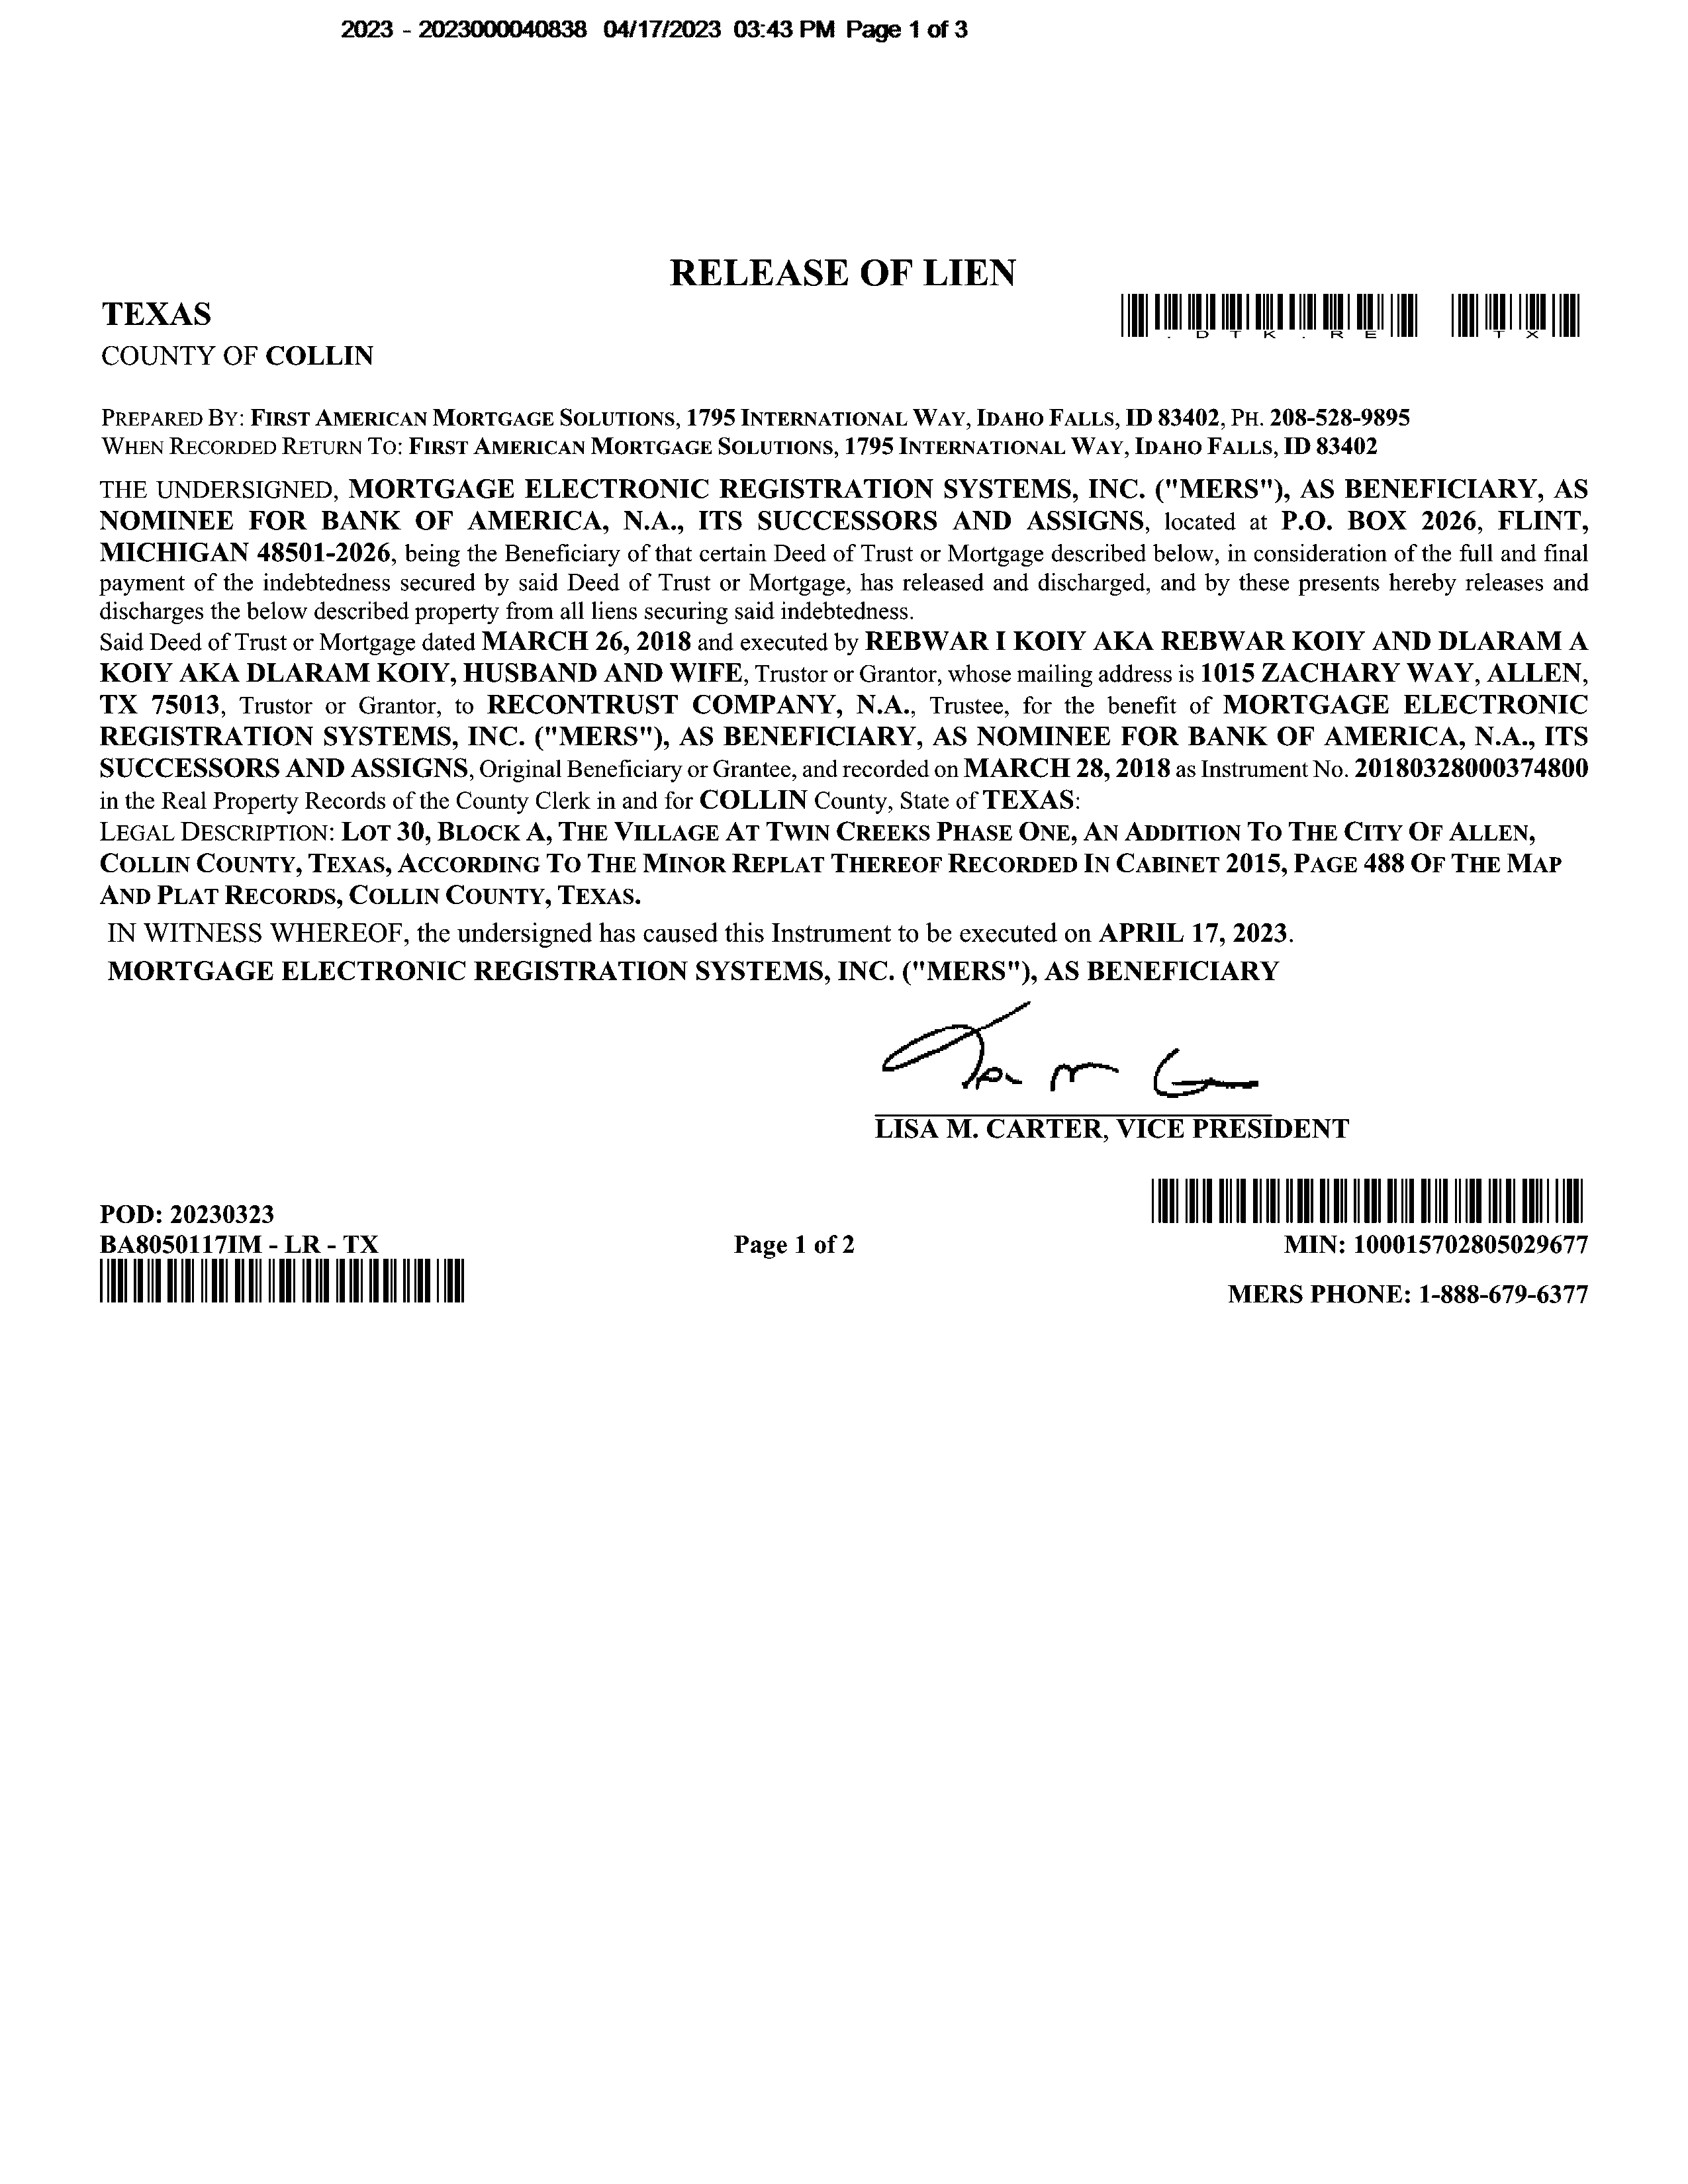 2023 - 2023000040838 04/17/2023 03:43 PM Page 1 of 3
RELEASE OF LIEN
TEXAS
. D T K . R E T X
COUNTY OF COLLIN
PREPARED BY: FIRST AMERICAN MORTGAGE SOLUTIONS, 1795 INTERNATIONAL WAY, IDAHO FALLS, ID 83402, PH. 208-528-9895
WHEN RECORDED RETURN TO: FIRST AMERICAN MORTGAGE SOLUTIONS, 1795 INTERNATIONAL WAY, IDAHO FALLS, ID 83402
THE UNDERSIGNED, MORTGAGE ELECTRONIC REGISTRATION SYSTEMS, INC. ("MERS"), AS BENEFICIARY, AS
NOMINEE FOR BANK OF AMERICA, N.A., ITS SUCCESSORS AND ASSIGNS, located at P.O. BOX 2026, FLINT,
MICHIGAN 48501-2026, being the Beneficiary of that certain Deed of Trust or Mortgage described below, in consideration of the full and final
payment of the indebtedness secured by said Deed of Trust or Mortgage, has released and discharged, and by these presents hereby releases and
discharges the below described property from all liens securing said indebtedness.
Said Deed of Trust or Mortgage dated MARCH 26, 2018 and executed by REBWAR I KOIY AKA REBWAR KOIY AND DLARAM A
KOIY AKA DLARAM KOIY, HUSBAND AND WIFE, Trustor or Grantor, whose mailing address is 1015 ZACHARY WAY, ALLEN,
TX 75013, Trustor or Grantor, to RECONTRUST COMPANY, N.A., Trustee, for the benefit of MORTGAGE ELECTRONIC
REGISTRATION SYSTEMS, INC. ("MERS"), AS BENEFICIARY, AS NOMINEE FOR BANK OF AMERICA, N.A., ITS
SUCCESSORS AND ASSIGNS, Original Beneficiary or Grantee, and recorded on MARCH 28, 2018 as Instrument No. 20180328000374800
in the Real Property Records of the County Clerk in and for COLLIN County, State of TEXAS:
LEGAL DESCRIPTION: LOT 30, BLOCK A, THE VILLAGE AT TWIN CREEKS PHASE ONE, AN ADDITION TO THE CITY OF ALLEN,
COLLIN COUNTY, TEXAS, ACCORDING TO THE MINOR REPLAT THEREOF RECORDED IN CABINET 2015, PAGE 488 OF THE MAP
AND PLAT RECORDS, COLLIN COUNTY, TEXAS.
IN WITNESS WHEREOF, the undersigned has caused this Instrument to be executed on APRIL 17, 2023.
MORTGAGE ELECTRONIC REGISTRATION SYSTEMS, INC. ("MERS"), AS BENEFICIARY
LISA M. CARTER, VICE PRESIDENT
POD: 20230323
BA8050117IM - LR - TX
Page 1 of 2
MIN: 100015702805029677
MERS PHONE: 1-888-679-6377